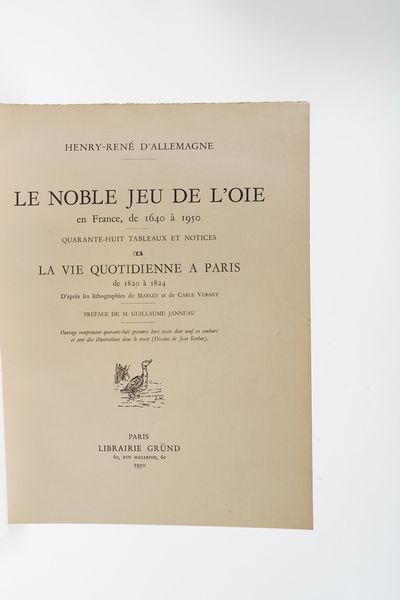 HENRY-RENÉ D'ALLEMAGNE
LE NOBLE JEU DE L'OIE
en France, de 1640 à 1950
QUARANTE-HUIT TABLEAUX ET NOTICES
LA VIE QUOTIDIENNE A PARIS
de 1820 à 1824
D'après les lithographies de MARLET et de CARLE VERNET
PRÉFACE DE M. GUILLAUME JANNEAU
Ouvrage comprenant quarante-huit gravures hors texte dont neuf en couleurs
et cent dix illustrations dans le texte (Dessins de Jean Kerhor).
PARIS
LIBRAIRIE GRÜND
60, RUE MAZARINE, 60
1950